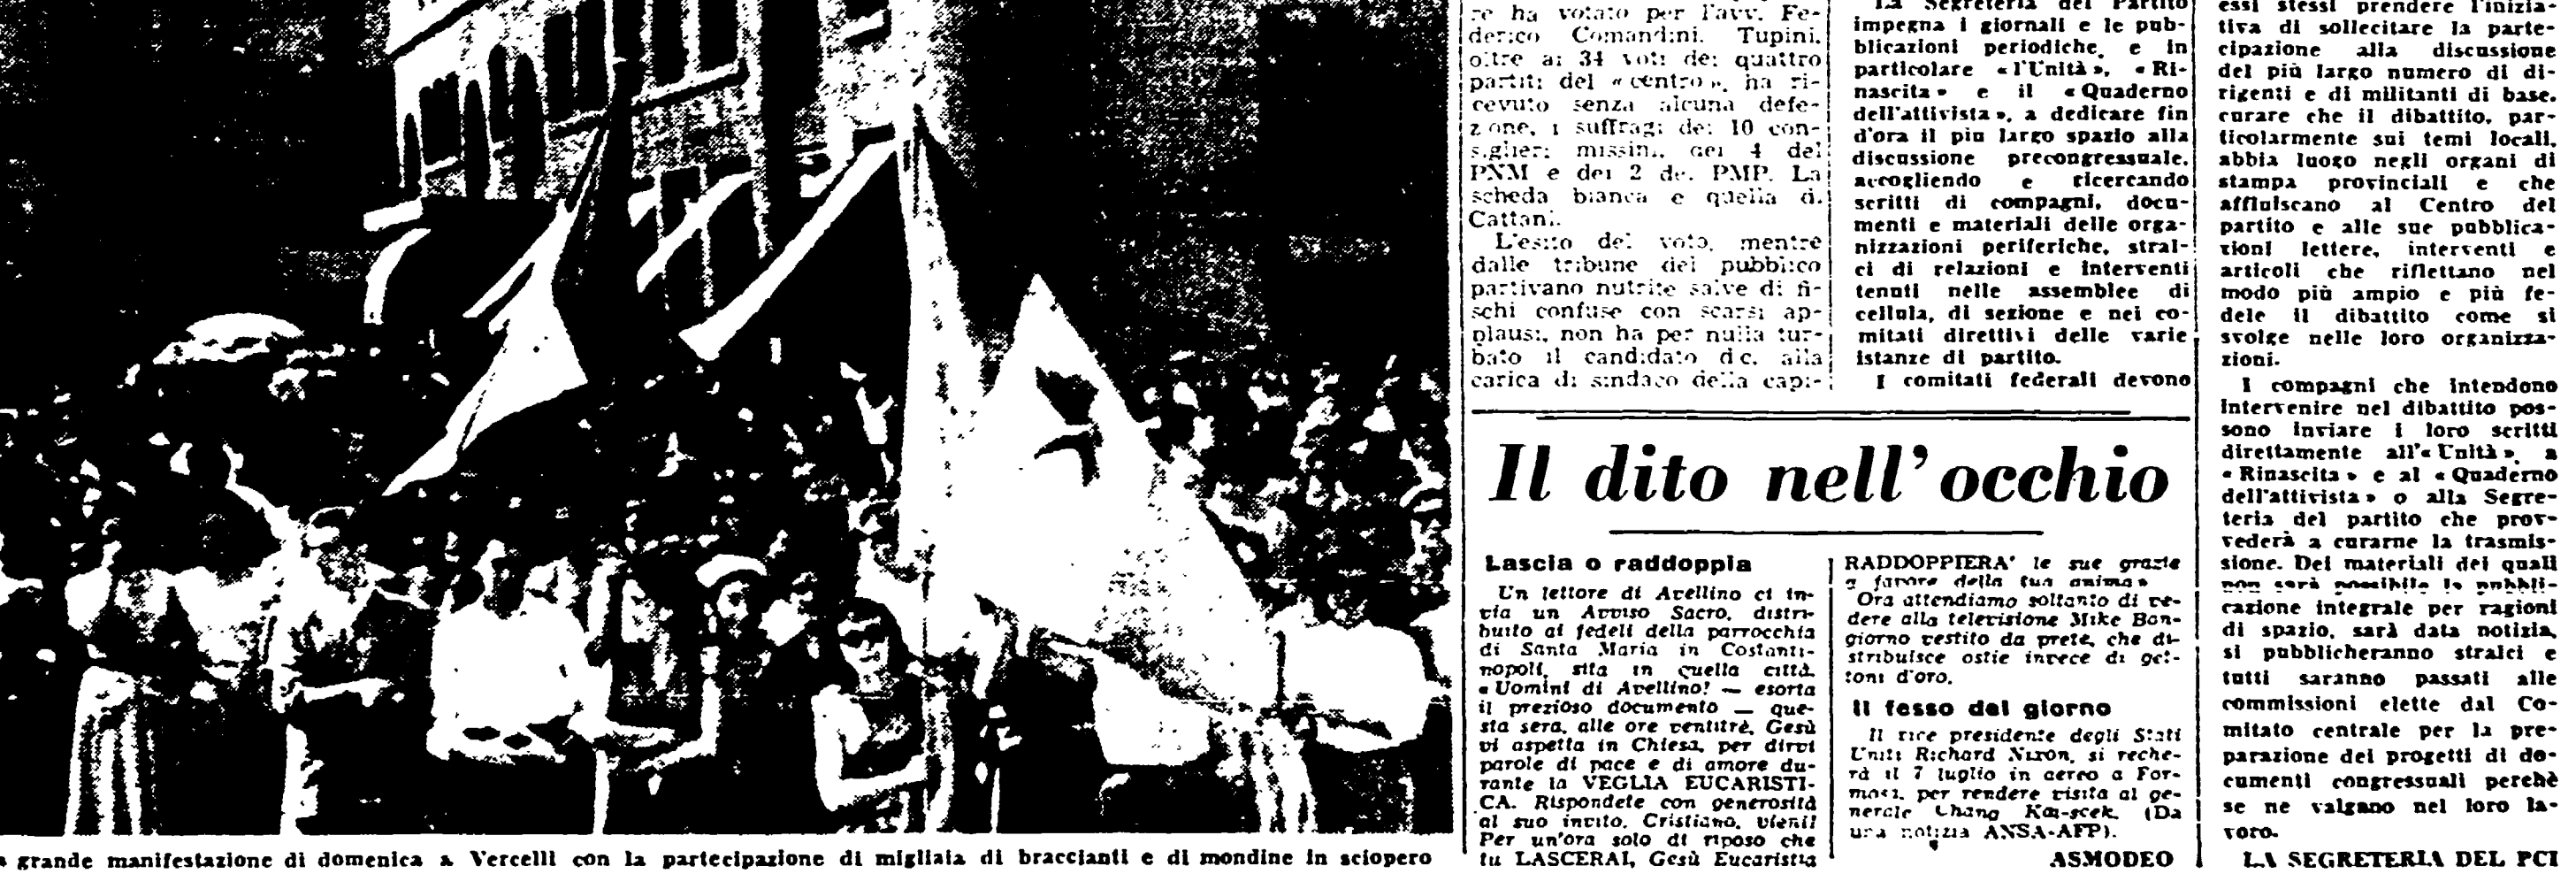 re ha votato per l'avv. Fe-
derico Comandini. Tupini,
oltre ai 34 voti dei quattro
partiti del « centro », ha ri-
cevuto senza alcuna defe-
zione, i suffragi dei 10 con-
siglieri missini, dei 4 del
PNM e dei 2 del PMP. La
scheda bianca e quella di
Cattani.
L'esito del voto, mentre
dalle tribune del pubblico
partivano nutrite salve di fi-
schi confuse con scarsi ap-
plausi, non ha per nulla tur-
bato il candidato d.c. alla
carica di sindaco della capi-
La Segreteria del Partito
impegna i giornali e le pub-
blicazioni periodiche, e in
particolare « l'Unità », « Ri-
nascita » e il « Quaderno
dell'attivista », a dedicare fin
d'ora il più largo spazio alla
discussione precongressuale,
accogliendo e ricercando
scritti di compagni, docu-
menti e materiali delle orga-
nizzazioni periferiche, stral-
ci di relazioni e interventi
tenuti nelle assemblee di
cellula, di sezione e nei co-
mitati direttivi delle varie
istanze di partito.
I comitati federali devono
essi stessi prendere l'inizia-
tiva di sollecitare la parte-
cipazione alla discussione
del più largo numero di di-
rigenti e di militanti di base,
curare che il dibattito, par-
ticolarmente sui temi locali,
abbia luogo negli organi di
stampa provinciali e che
affluiscano al Centro del
partito e alle sue pubblica-
zioni lettere, interventi e
articoli che riflettano nel
modo più ampio e più fe-
dele il dibattito come si
svolge nelle loro organizza-
zioni.
I compagni che intendono
intervenire nel dibattito pos-
sono inviare i loro scritti
direttamente all'« Unità », a
« Rinascita » e al « Quaderno
dell'attivista » o alla Segre-
teria del partito che prov-
vederà a curarne la trasmis-
sione. Dei materiali dei quali
non sarà possibile la pubbli-
cazione integrale per ragioni
di spazio, sarà data notizia,
si pubblicheranno stralci e
tutti saranno passati alle
commissioni elette dal Co-
mitato centrale per la pre-
parazione dei progetti di do-
cumenti congressuali perchè
se ne valgano nel loro la-
voro.
LA SEGRETERIA DEL PCI
Il dito nell'occhio
Lascia o raddoppia
Un lettore di Avellino ci in-
via un Avviso Sacro, distri-
buito ai fedeli della parrocchia
di Santa Maria in Costanti-
nopoli, sita in quella città.
« Uomini di Avellino! — esorta
il prezioso documento — que-
sta sera, alle ore ventitrè, Gesù
vi aspetta in Chiesa, per dirvi
parole di pace e di amore du-
rante la VEGLIA EUCARISTI-
CA. Rispondete con generosità
al suo invito. Cristiano, vieni!
Per un'ora solo di riposo che
tu LASCERAI, Gesù Eucaristia
RADDOPPIERA' le sue grazie
a favore della tua anima »
Ora attendiamo soltanto di ve-
dere alla televisione Mike Bon-
giorno vestito da prete, che di-
stribuisce ostie invece di get-
toni d'oro.
Il fesso del giorno
Il vice presidente degli Stati
Uniti Richard Nixon, si reche-
rà il 7 luglio in aereo a For-
mosa, per rendere visita al ge-
nerale Chang Kai-scek. (Da
una notizia ANSA-AFP).
ASMODEO
grande manifestazione di domenica a Vercelli con la partecipazione di migliaia di braccianti e di mondine in sciopero